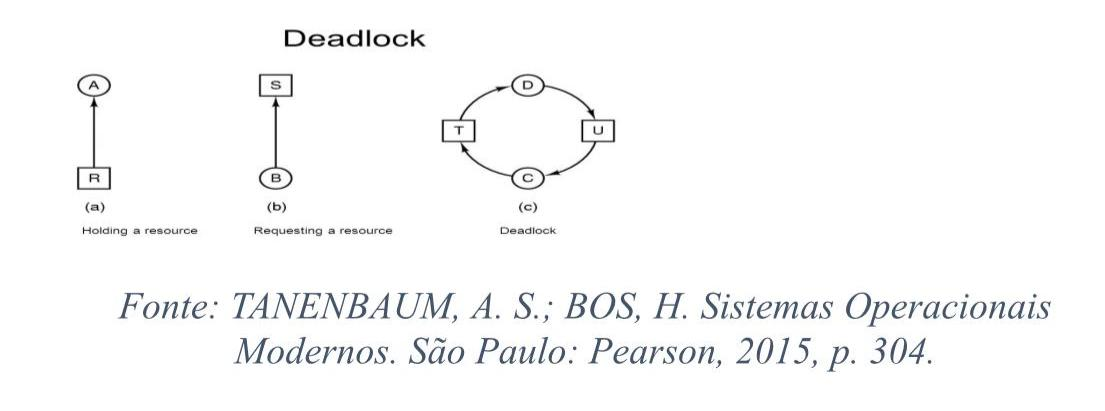 Deadlock
A
S
D
T
U
R
B
C
(a)
(b)
(c)
Holding a resource
Requesting a resource
Deadlock
Fonte: TANENBAUM, A. S.; BOS, H. Sistemas Operacionais
Modernos. São Paulo: Pearson, 2015, p. 304.